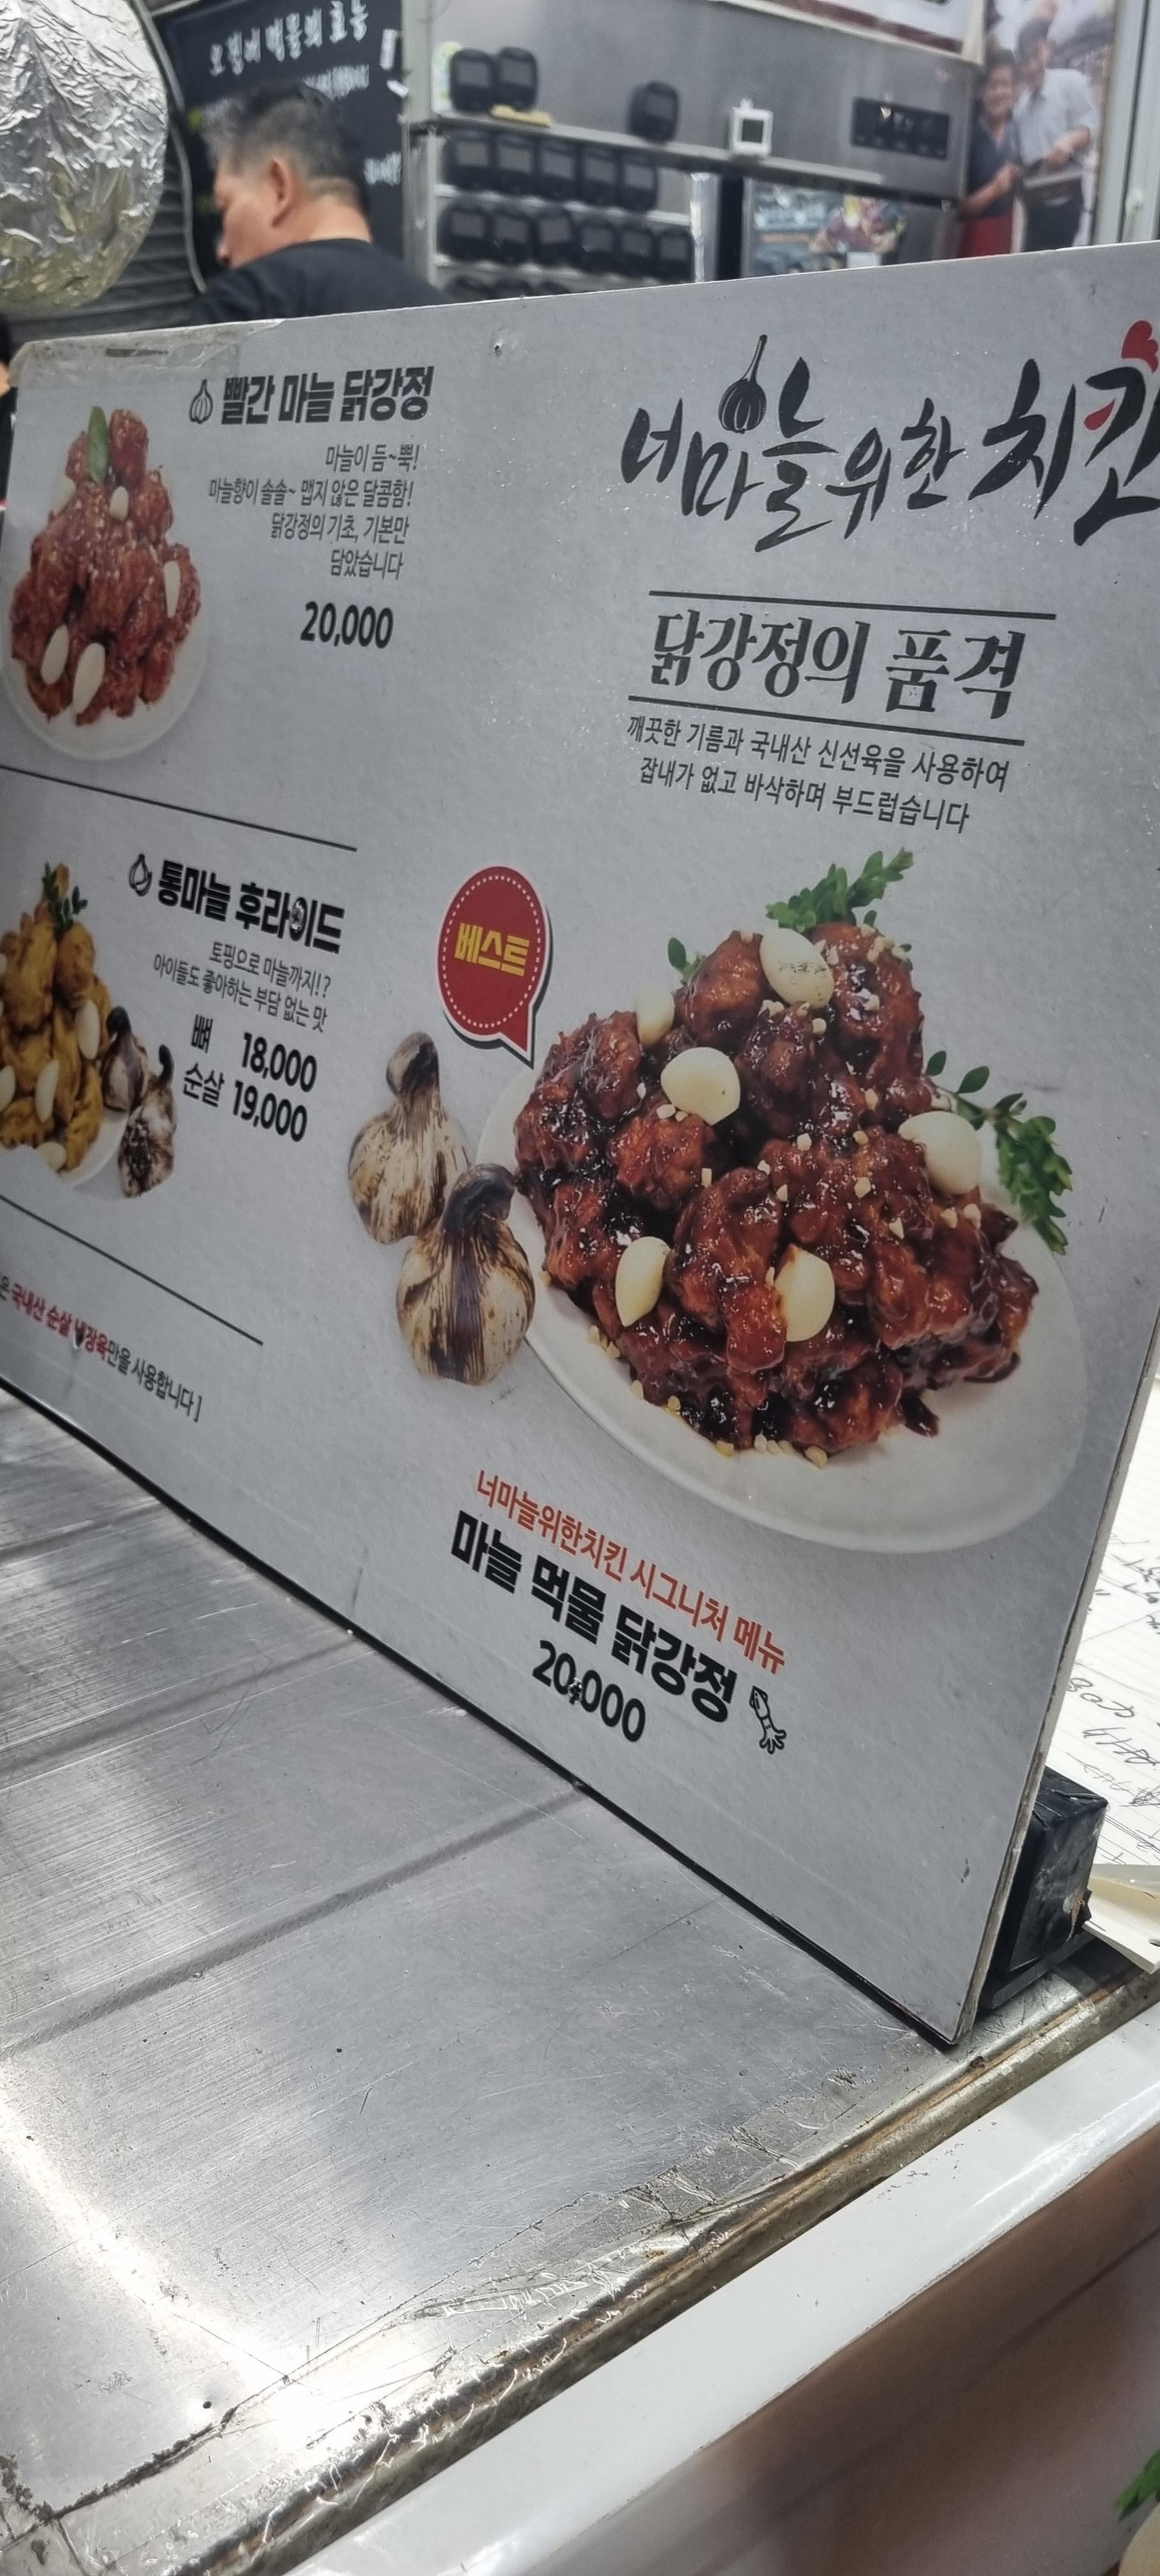 오징어 먹물의 효능
빨간 마늘 닭강정
마늘이 듬~뿍!
마늘향이 솔솔~ 맵지 않은 달콤함!
닭강정의 기초, 기본만
담았습니다
20,000
통마늘 후라이드
토핑으로 마늘까지!?
아이들도 좋아하는 부담 없는 맛
뼈 18,000
순살 19,000
국내산 순살 냉장육만을 사용합니다]
너마늘위한치킨
닭강정의 품격
깨끗한 기름과 국내산 신선육을 사용하여
잡내가 없고 바삭하며 부드럽습니다
베스트
너마늘위한치킨 시그니처 메뉴
마늘 먹물 닭강정
20,000